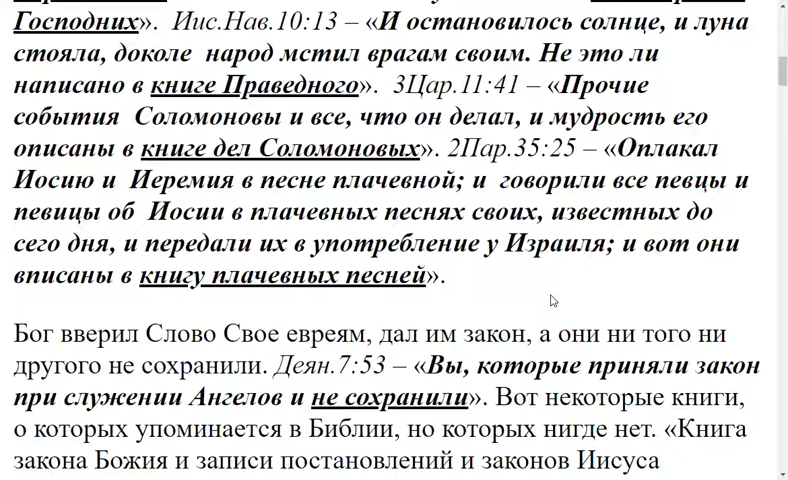 Господних». Иис.Нав.10:13 – «И остановилось солнце, и луна
стояла, доколе народ мстил врагам своим. Не это ли
написано в книге Праведного». 3Цар.11:41 – «Прочие
события Соломоновы и все, что он делал, и мудрость его
описаны в книге дел Соломоновых». 2Пар.35:25 – «Оплакал
Иосию и Иеремия в песне плачевной; и говорили все певцы и
певицы об Иосии в плачевных песнях своих, известных до
сего дня, и передали их в употребление у Израиля; и вот они
вписаны в книгу плачевных песней».
Бог вверил Слово Свое евреям, дал им закон, а они ни того ни
другого не сохранили. Деян.7:53 – «Вы, которые приняли закон
при служении Ангелов и не сохранили». Вот некоторые книги,
о которых упоминается в Библии, но которых нигде нет. «Книга
закона Божия и записи постановлений и законов Иисуса